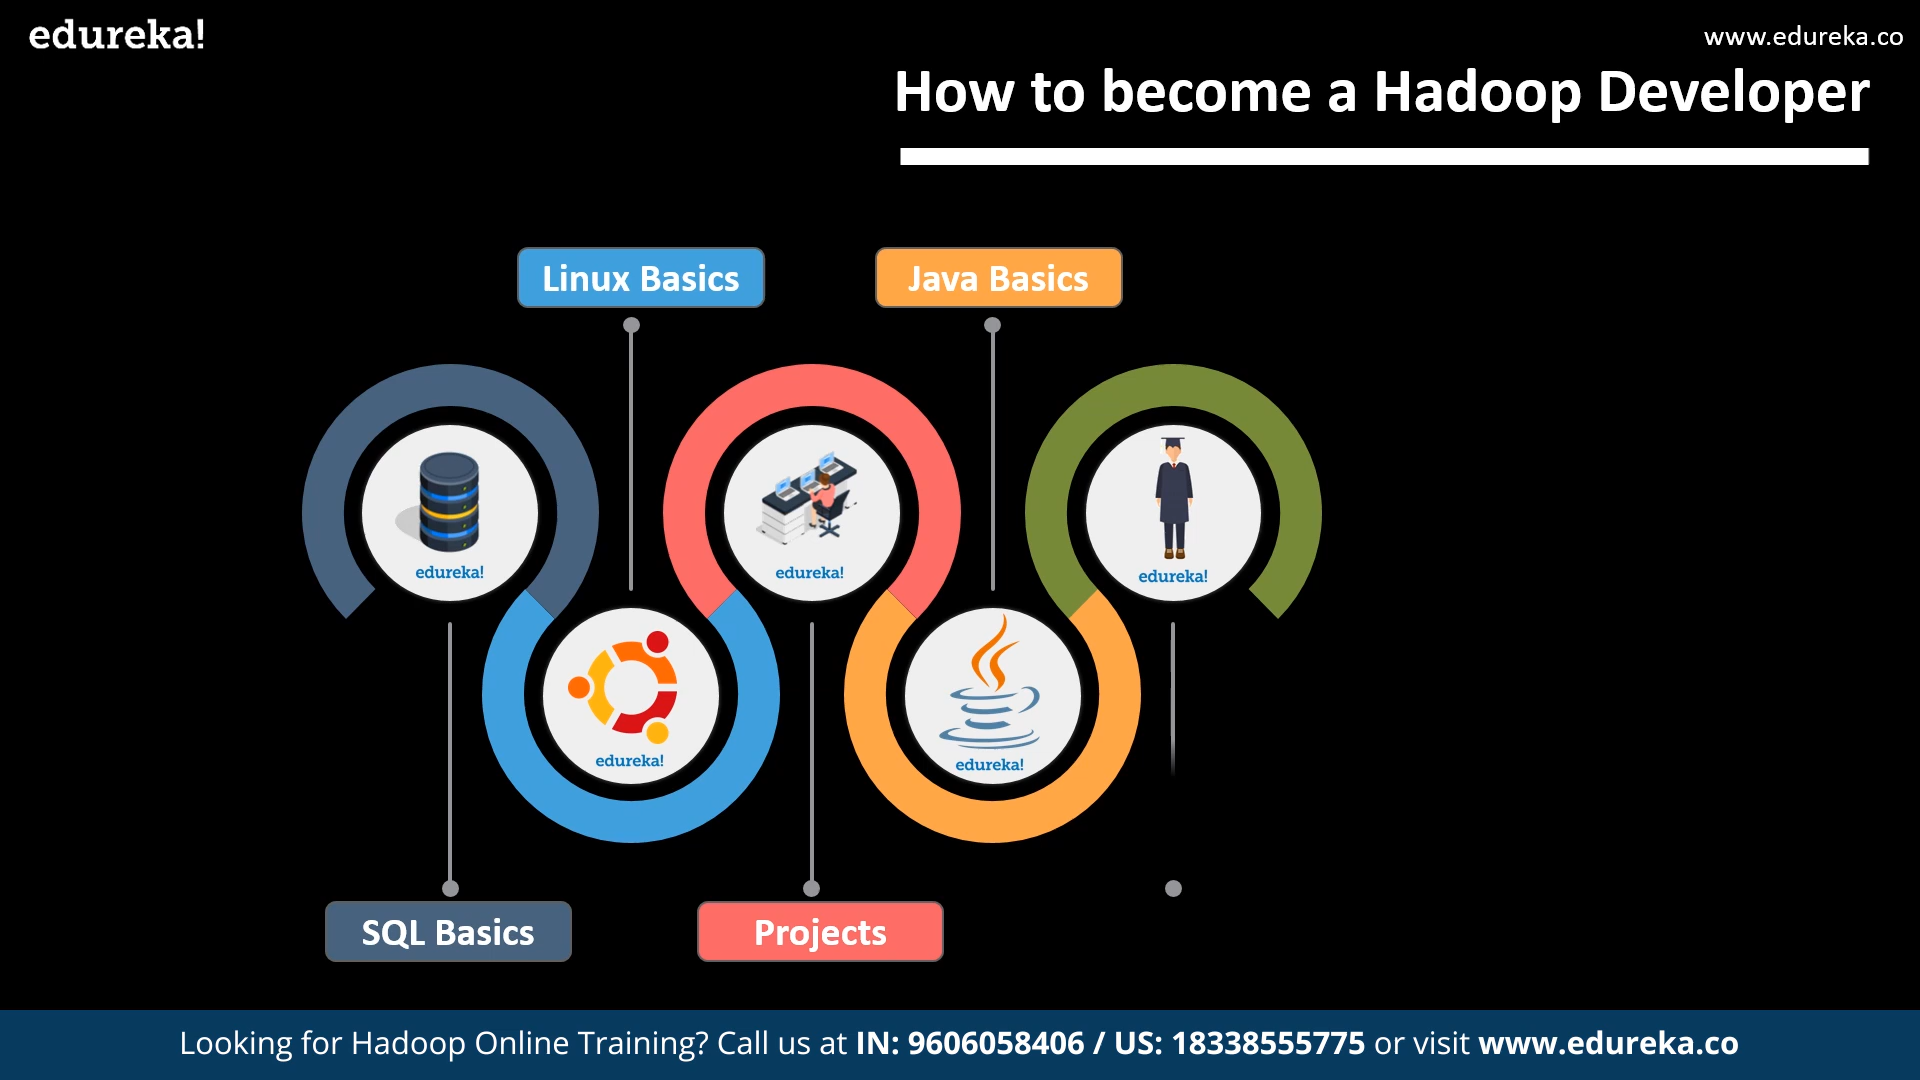 edureka!
www.edureka.co
How to become a Hadoop Developer
Linux Basics
Java Basics
edureka!
edureka!
edureka!
edureka!
edureka!
SQL Basics
Projects
Looking for Hadoop Online Training? Call us at IN: 9606058406 / US: 18338555775 or visit www.edureka.co